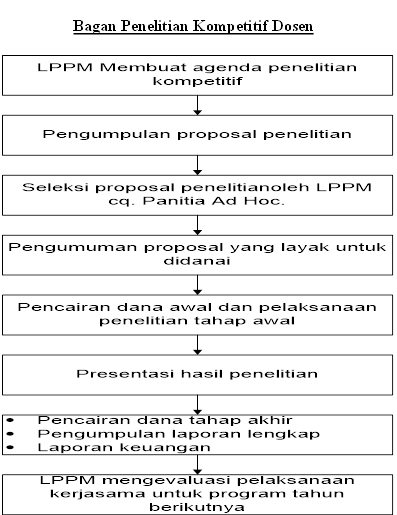 Bagan Penelitian Kompetitif Dosen
LPPM Membuat agenda penelitian
kompetitif
Pengumpulan proposal penelitian
Seleksi proposal penelitianoleh LPPM
cq. Panitia Ad Hoc.
Pengumuman proposal yang layak untuk
didanai
Pencairan dana awal dan pelaksanaan
penelitian tahap awal
Presentasi hasil penelitian
• Pencairan dana tahap akhir
• Pengumpulan laporan lengkap
• Laporan keuangan
LPPM mengevaluasi pelaksanaan
kerjasama untuk program tahun
berikutnya